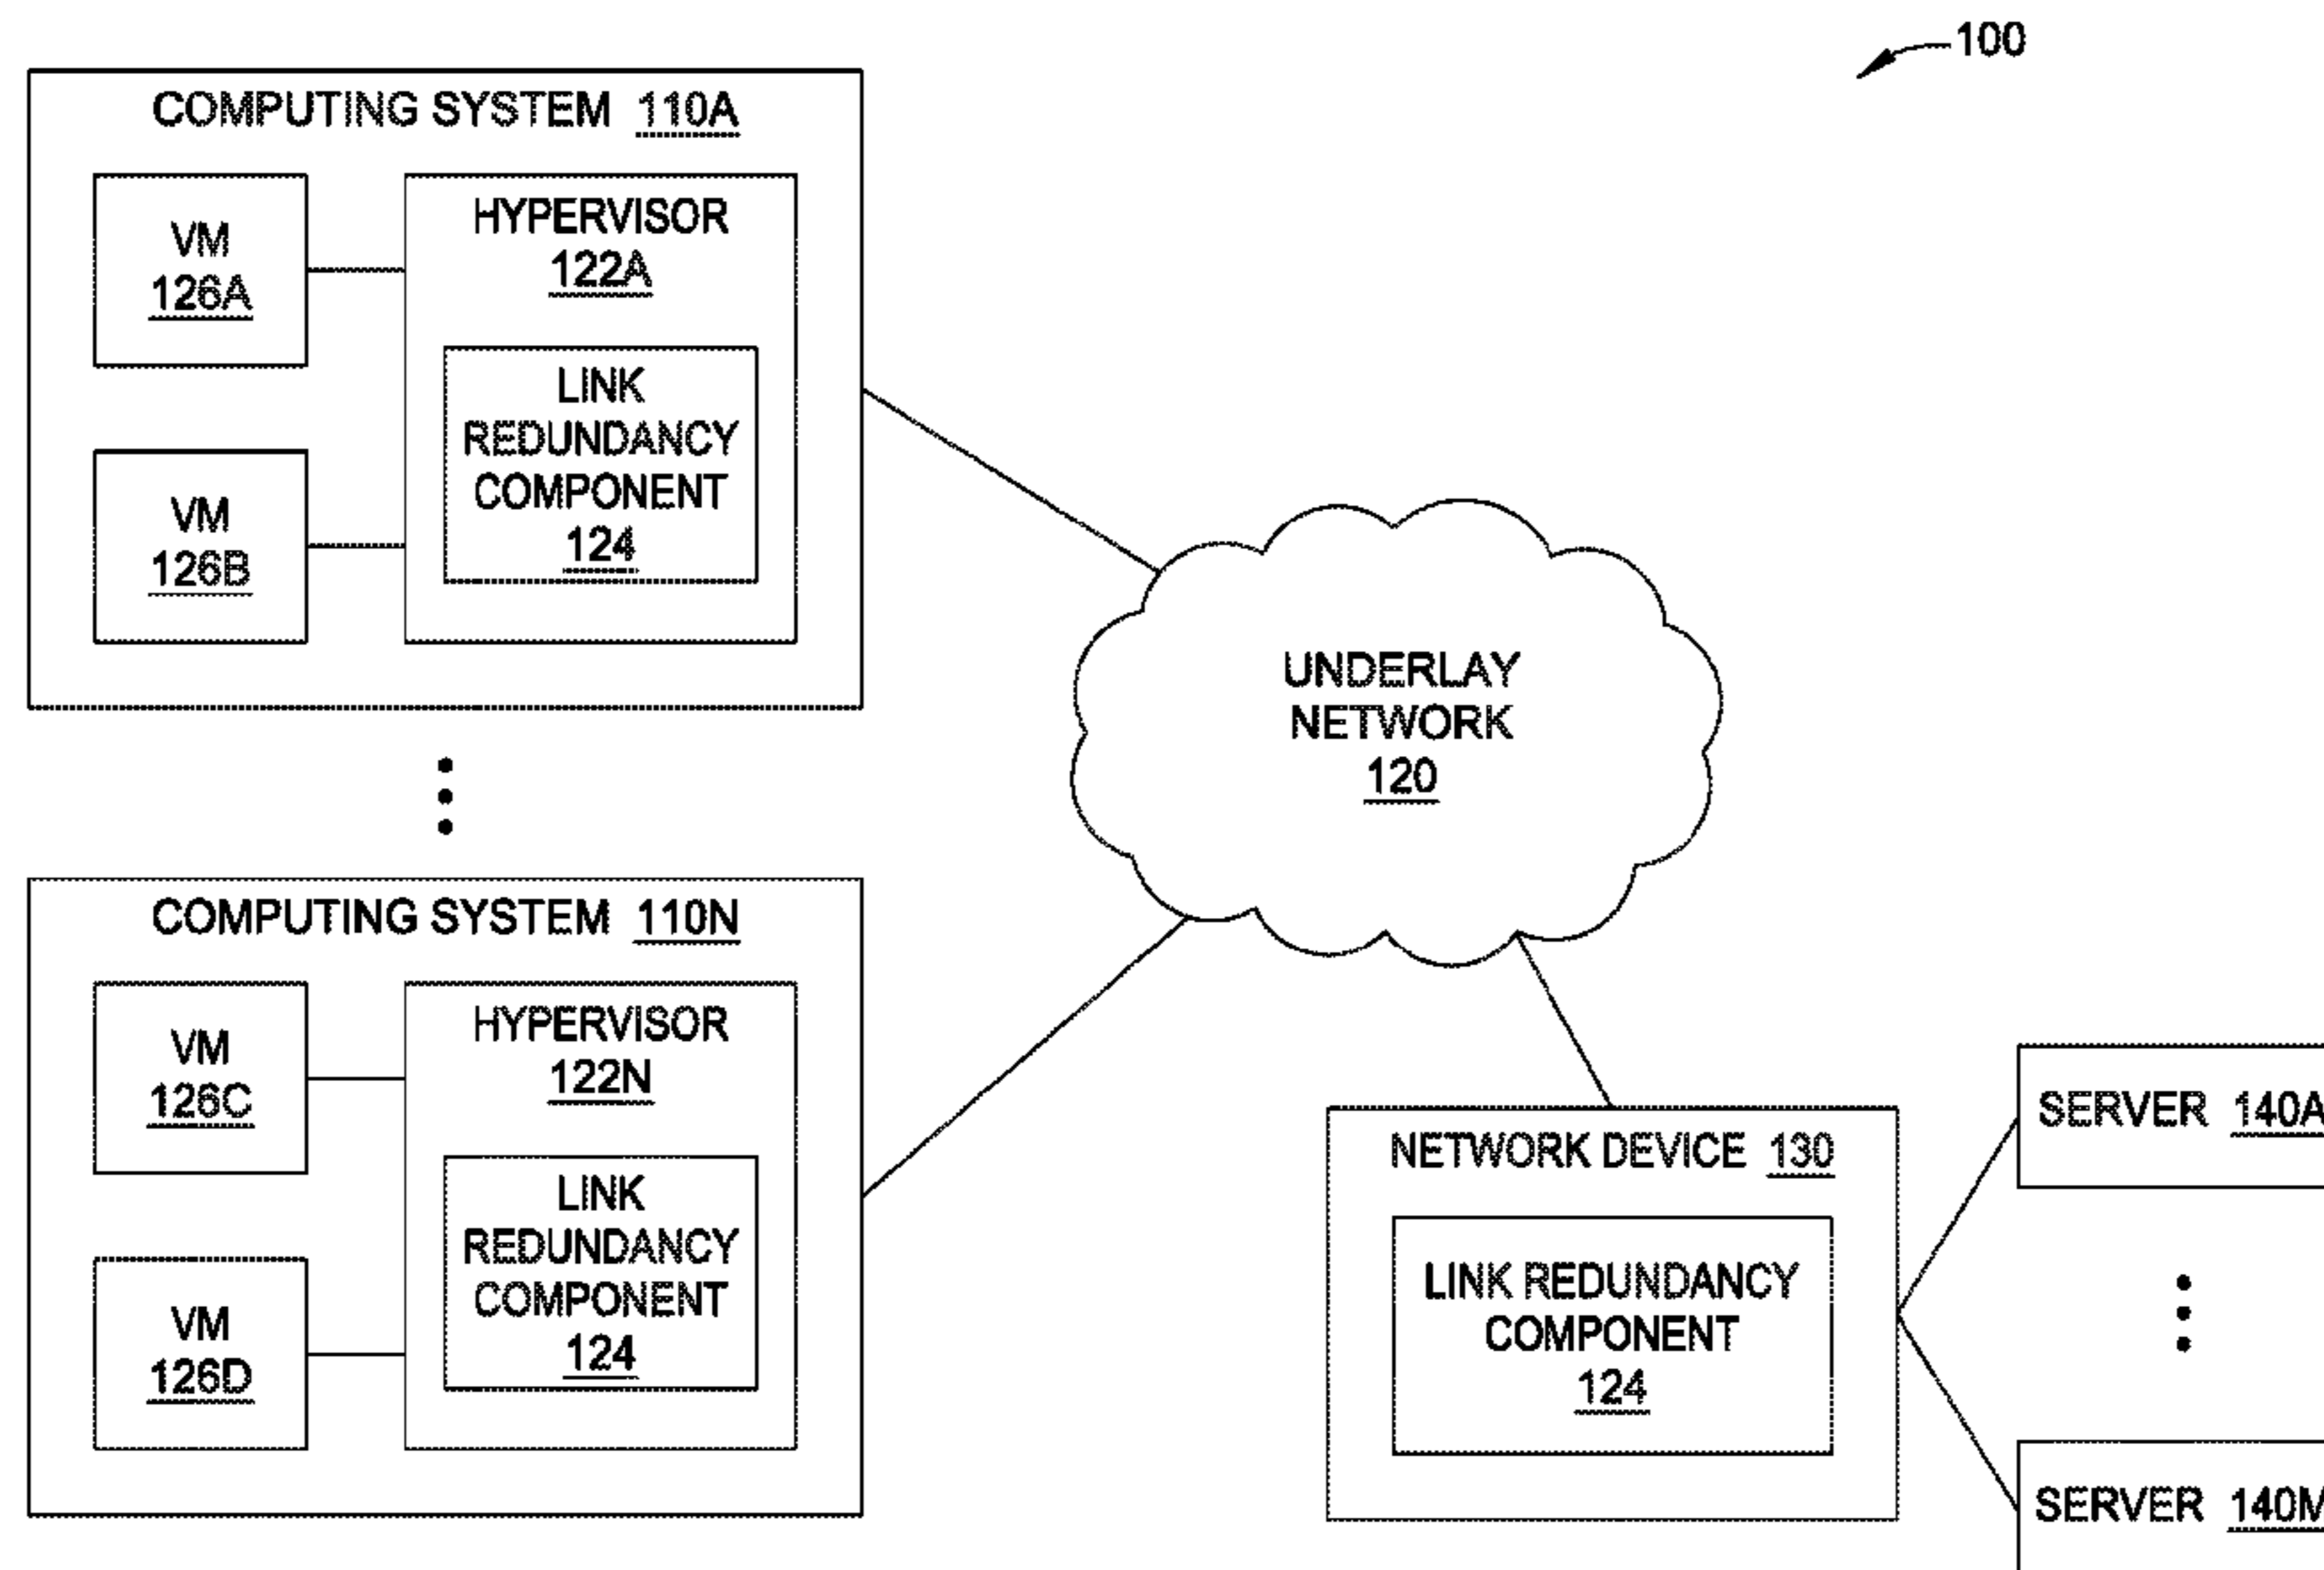 100
COMPUTING SYSTEM 110A
VM
126A
HYPERVISOR
122A
LINK
REDUNDANCY
COMPONENT
124
VM
126B
UNDERLAY
NETWORK
120
COMPUTING SYSTEM 110N
VM
126C
HYPERVISOR
122N
LINK
REDUNDANCY
COMPONENT
124
VM
126D
NETWORK DEVICE 130
LINK REDUNDANCY
COMPONENT
124
SERVER 140A
SERVER 140M